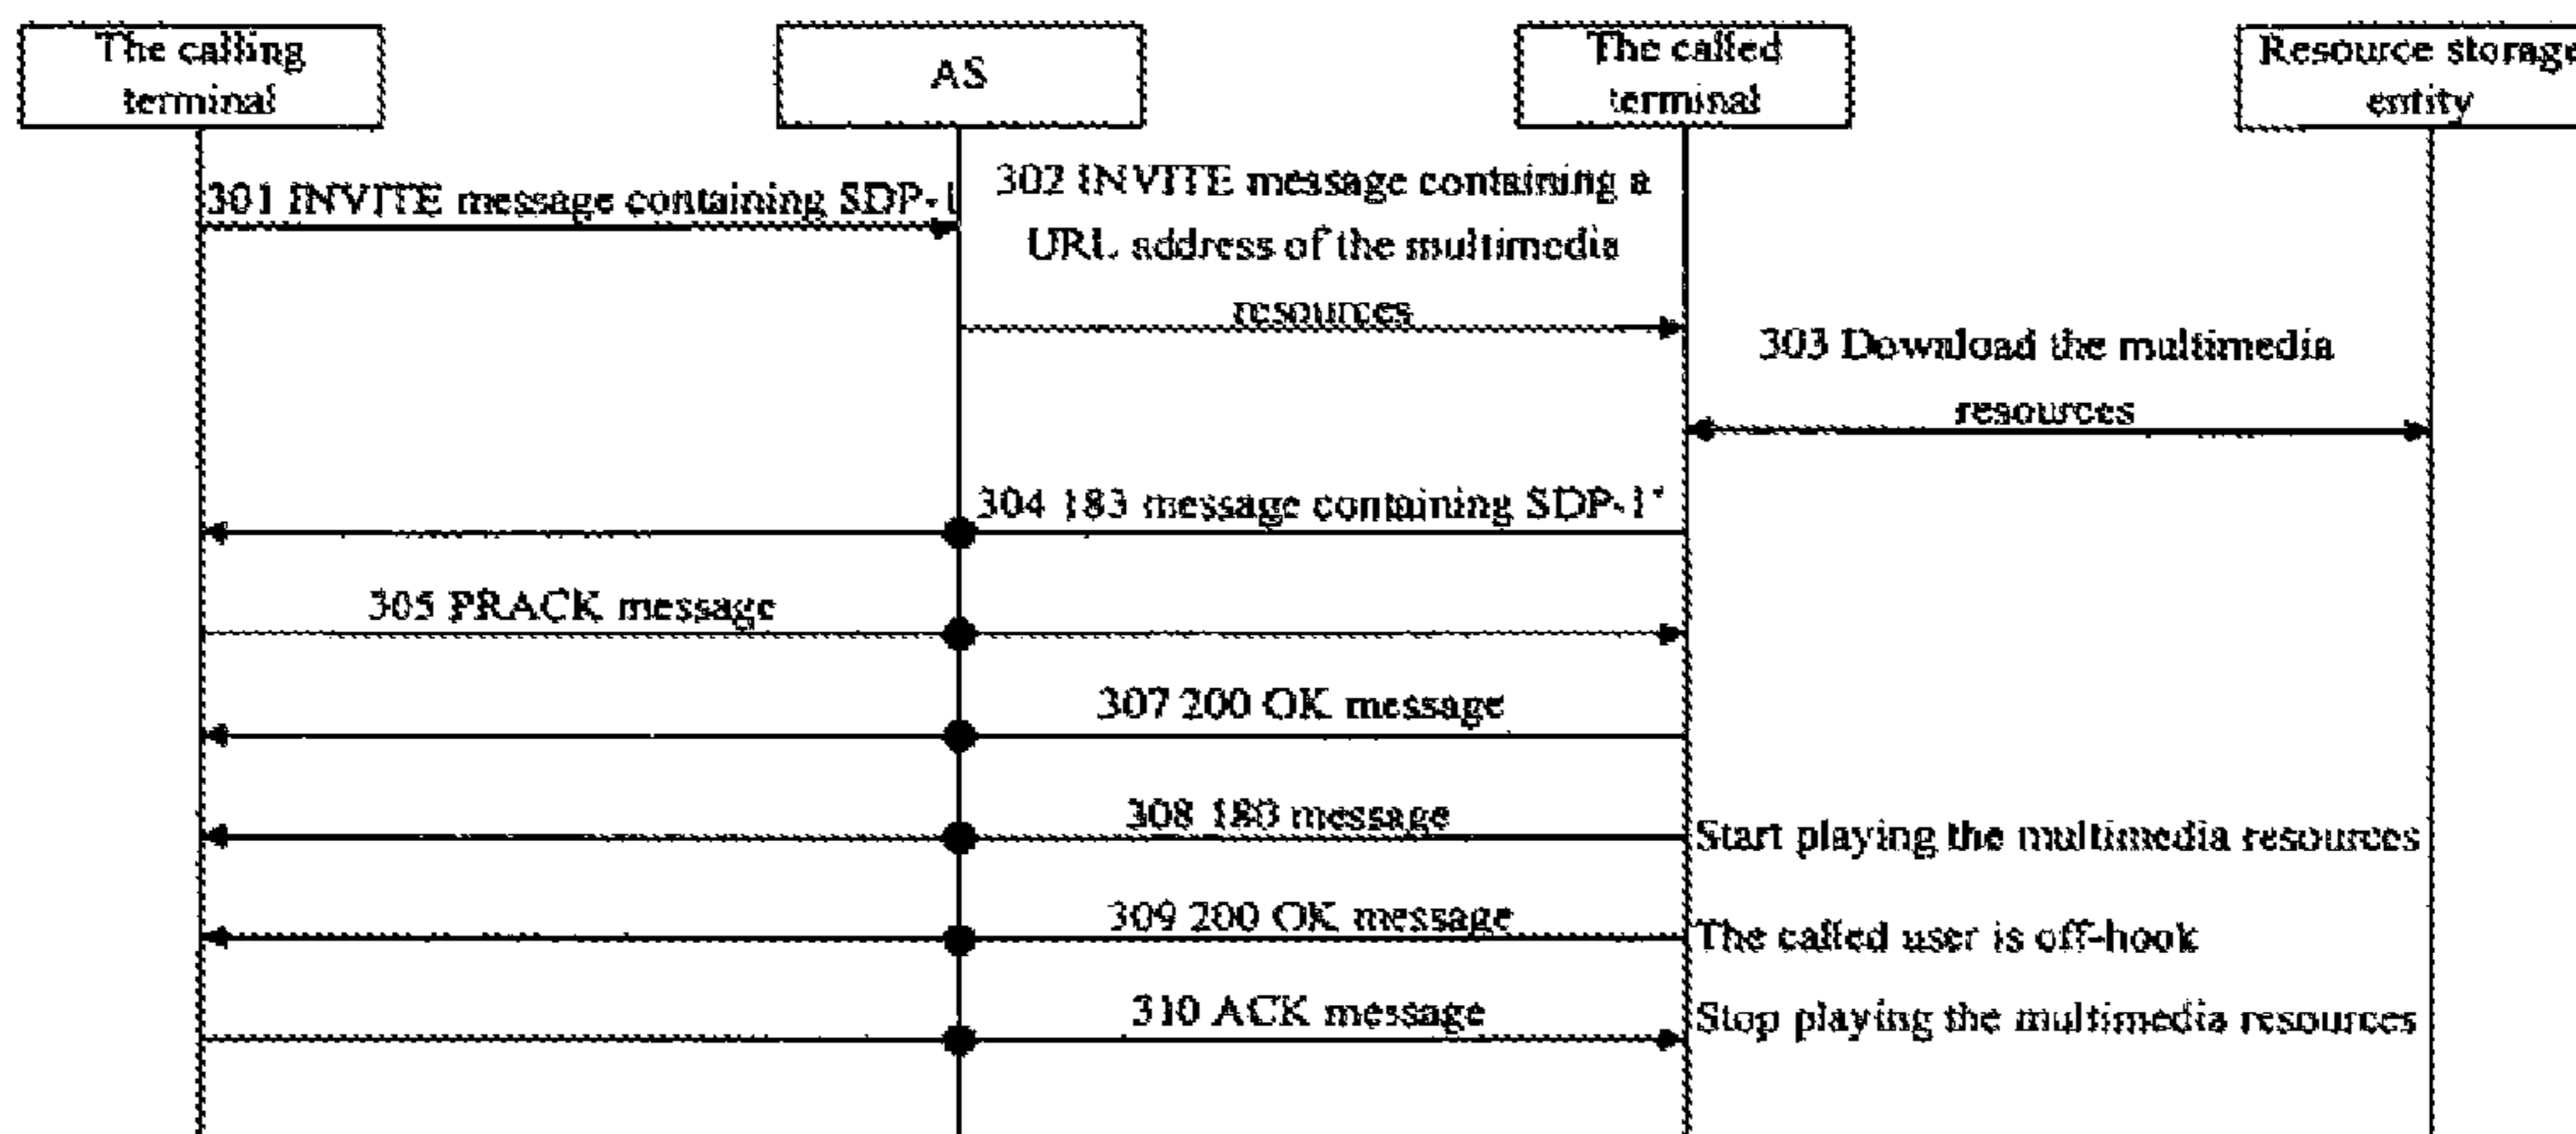 The calling
terminal
AS
The called
terminal
Resource storage
entity
301 INVITE message containing SDP-1
302 INVITE message containing a
URL address of the multimedia
resources
303 Download the multimedia
resources
304 183 message containing SDP-1'
305 PRACK message
307 200 OK message
308 180 message
Start playing the multimedia resources
309 200 OK message
The called user is off-hook
310 ACK message
Stop playing the multimedia resources